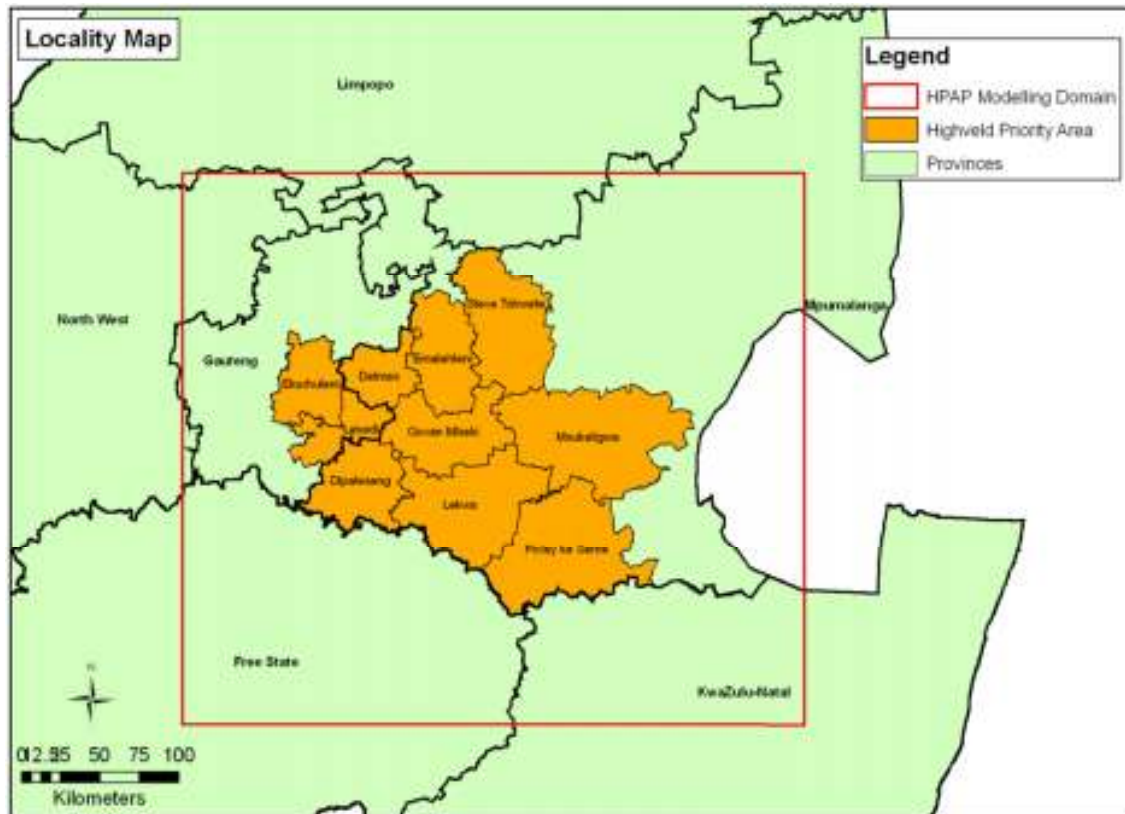 Locality Map
Legend
HPAP Modelling Domain
Highveld Priority Area
Provinces
Limpopo
North West
Gauteng
Mpumalanga
Steve Tshwete
Emalahleni
Delmas
Ekurhuleni
Lesedi
Govan Mbeki
Msukaligwa
Dipaleseng
Lekwa
Pixley ka Seme
Free State
KwaZulu-Natal
N
0 12.5 25 50 75 100
Kilometers